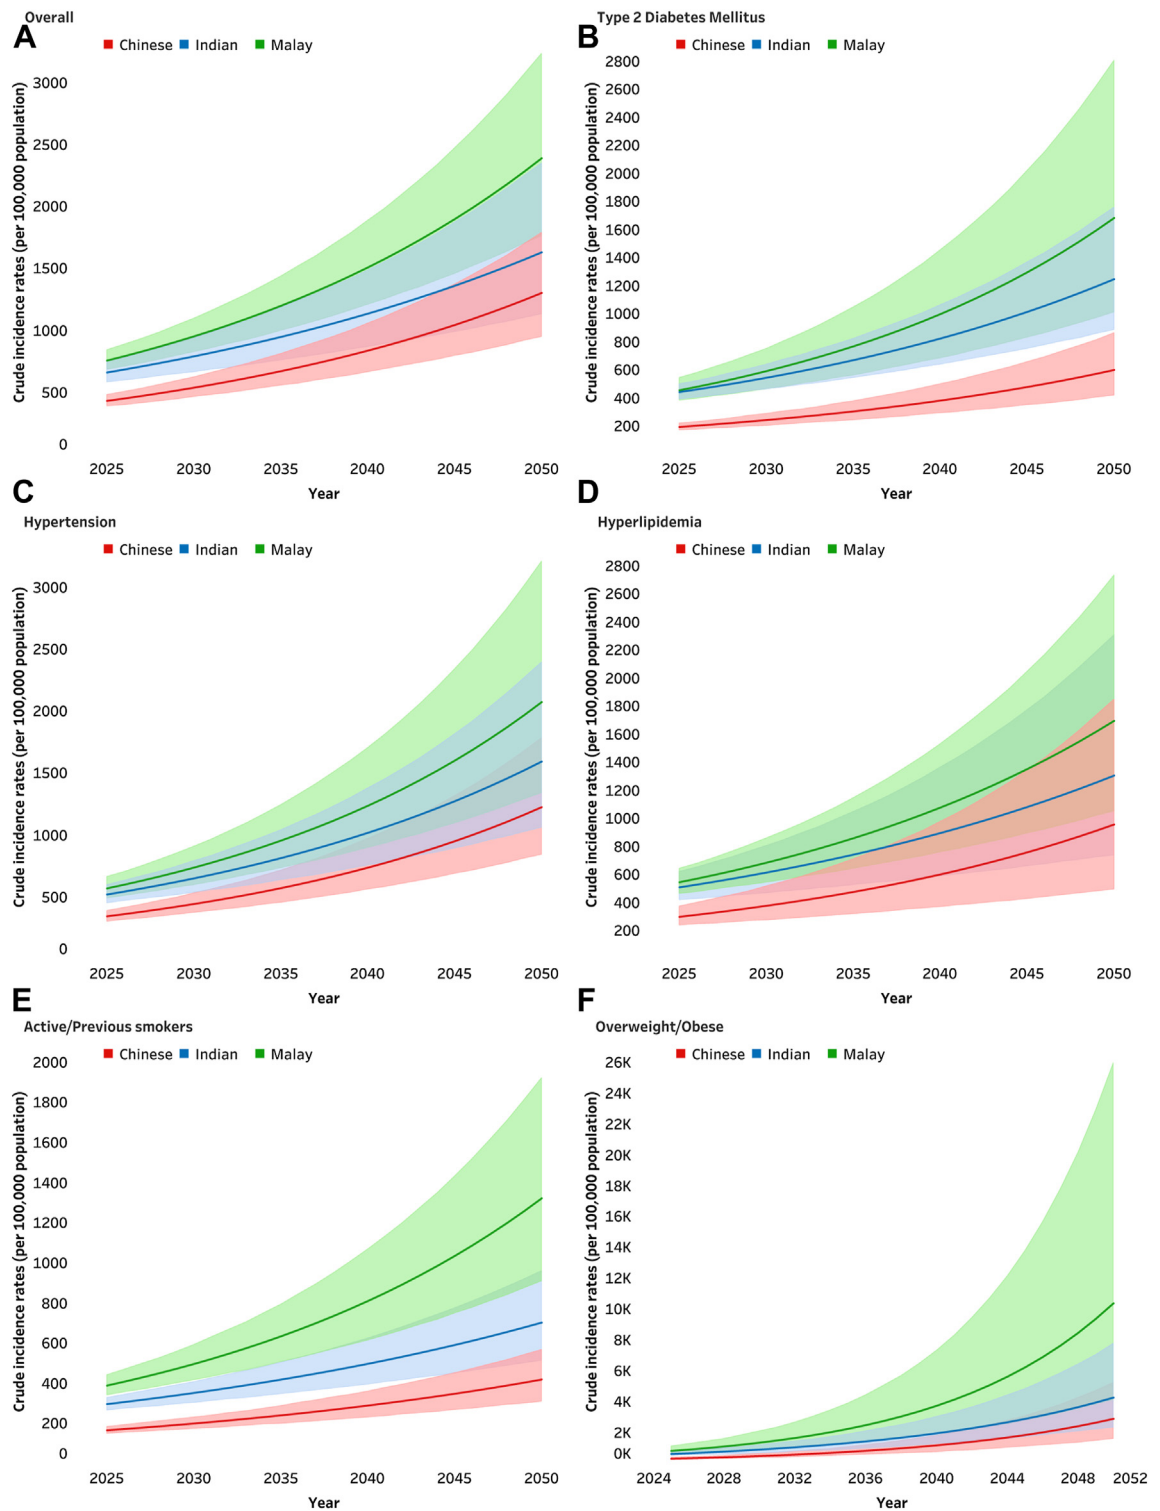 A
Overall
Chinese Indian Malay
Crude incidence rates (per 100,000 population)
3000
2500
2000
1500
1000
500
0
2025 2030 2035 2040 2045 2050
Year
B
Type 2 Diabetes Mellitus
Chinese Indian Malay
Crude incidence rates (per 100,000 population)
2800
2600
2400
2200
2000
1800
1600
1400
1200
1000
800
600
400
200
2025 2030 2035 2040 2045 2050
Year
C
Hypertension
Chinese Indian Malay
Crude incidence rates (per 100,000 population)
3000
2500
2000
1500
1000
500
0
2025 2030 2035 2040 2045 2050
Year
D
Hyperlipidemia
Chinese Indian Malay
Crude incidence rates (per 100,000 population)
2800
2600
2400
2200
2000
1800
1600
1400
1200
1000
800
600
400
200
2025 2030 2035 2040 2045 2050
Year
E
Active/Previous smokers
Chinese Indian Malay
Crude incidence rates (per 100,000 population)
2000
1800
1600
1400
1200
1000
800
600
400
200
0
2025 2030 2035 2040 2045 2050
Year
F
Overweight/Obese
Chinese Indian Malay
Crude incidence rates (per 100,000 population)
26K
24K
22K
20K
18K
16K
14K
12K
10K
8K
6K
4K
2K
0K
2024 2028 2032 2036 2040 2044 2048 2052
Year